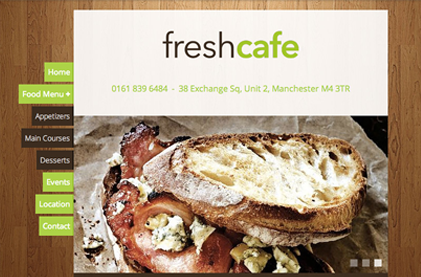 freshcafe
0161 839 6484 - 38 Exchange Sq, Unit 2, Manchester M4 3TR
Home
Food Menu +
Appetizers
Main Courses
Desserts
Events
Location
Contact